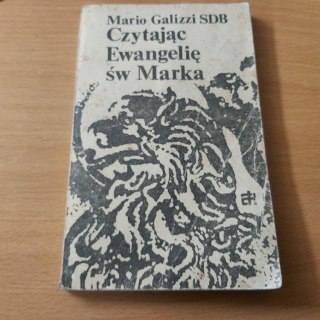 Mario Galizzi SDB
Czytając
Ewangelię
św Marka